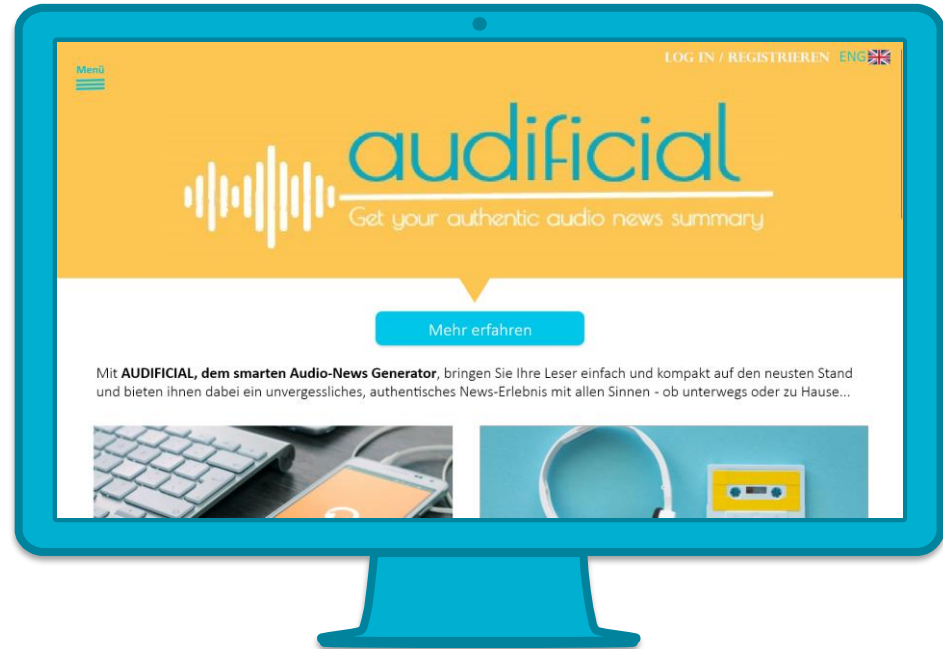 Menü
LOG IN / REGISTRIEREN ENG
audificial
Get your authentic audio news summary
Mehr erfahren
Mit AUDIFICIAL, dem smarten Audio-News Generator, bringen Sie Ihre Leser einfach und kompakt auf den neusten Stand
und bieten ihnen dabei ein unvergessliches, authentisches News-Erlebnis mit allen Sinnen - ob unterwegs oder zu Hause...